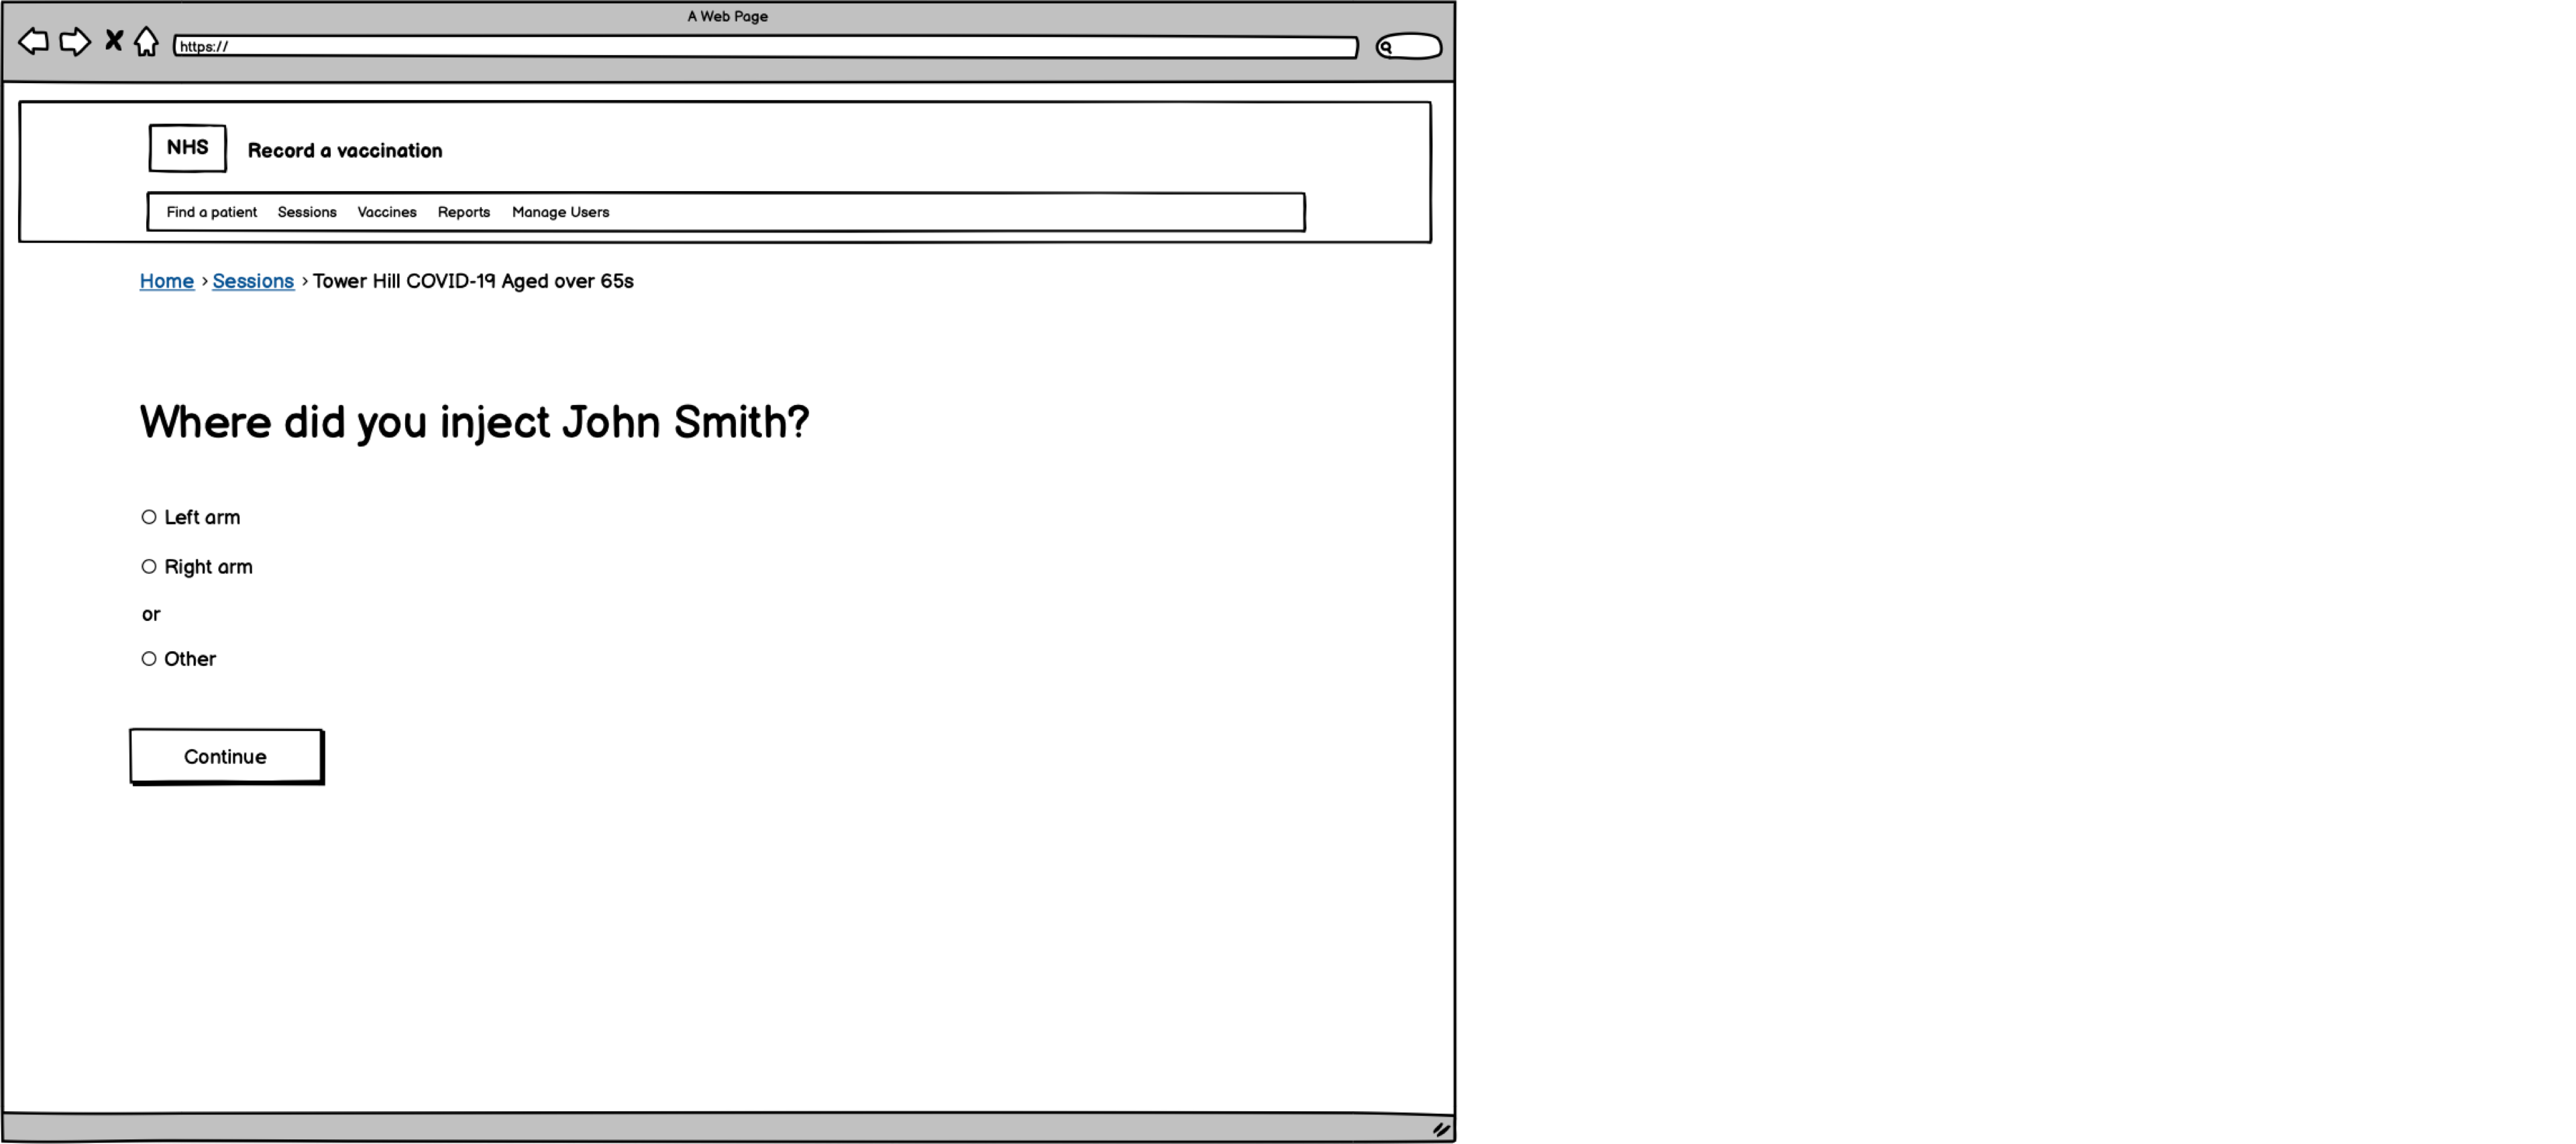 A Web Page
https://
NHS
Record a vaccination
Find a patient Sessions Vaccines Reports Manage Users
Home › Sessions › Tower Hill COVID-19 Aged over 65s
Where did you inject John Smith?
Left arm
Right arm
or
Other
Continue